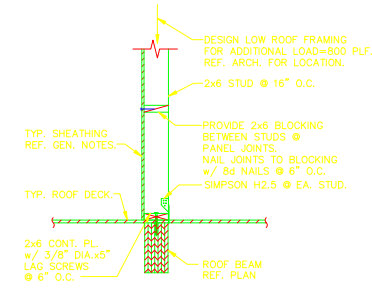 DESIGN LOW ROOF FRAMING
FOR ADDITIONAL LOAD=800 PLF.
REF. ARCH. FOR LOCATION.
2x6 STUD @ 16" O.C.
PROVIDE 2x6 BLOCKING
BETWEEN STUDS @
PANEL JOINTS.
NAIL JOINTS TO BLOCKING
w/ 8d NAILS @ 6" O.C.
SIMPSON H2.5 @ EA. STUD.
TYP. SHEATHING
REF. GEN. NOTES.
TYP. ROOF DECK.
2x6 CONT. PL.
w/ 3/8" DIA.x5"
LAG SCREWS
@ 8" O.C.
ROOF BEAM
REF. PLAN